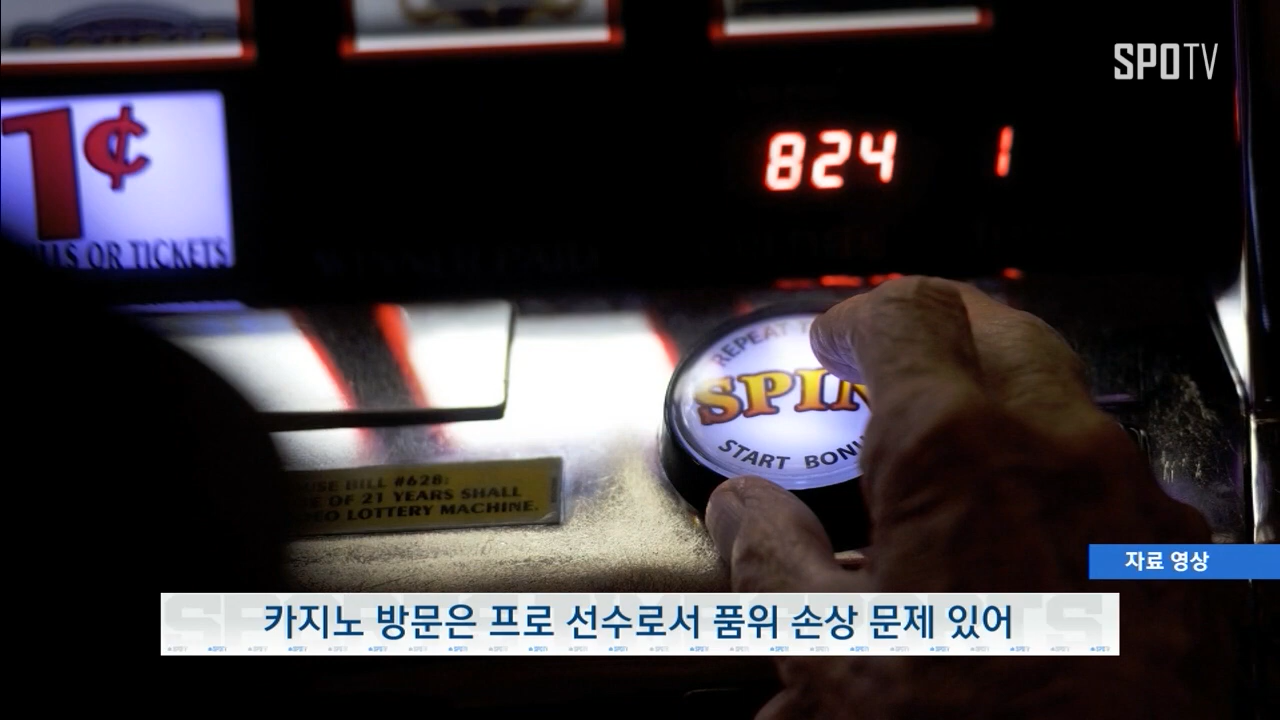 SPOTV
1¢
OR TICKETS
824 1
REPEAT
SPIN
START
BILL #628:
OF 21 YEARS SHALL
LOTTERY MACHINE.
자료 영상
카지노 방문은 프로 선수로서 품위 손상 문제 있어